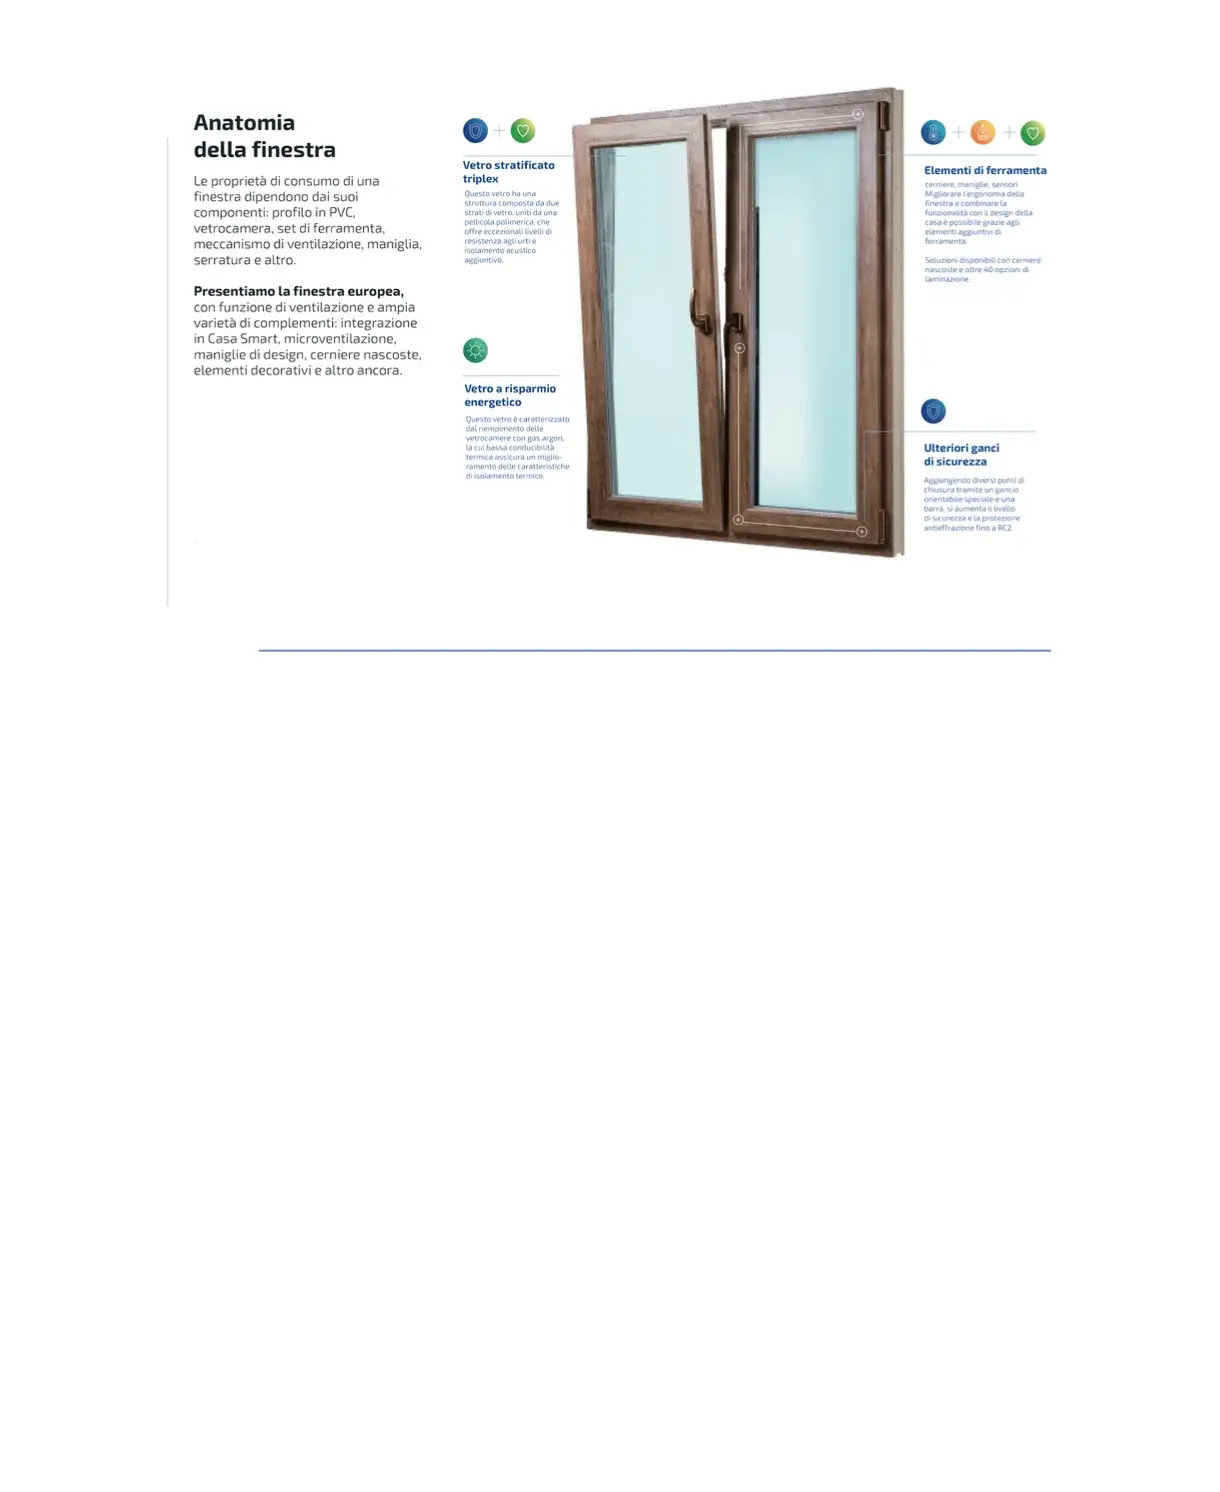 Anatomia
della finestra
Le proprietà di consumo di una
finestra dipendono dai suoi
componenti: profilo in PVC,
vetrocamera, set di ferramenta,
meccanismo di ventilazione, maniglia,
serratura e altro.
Presentiamo la finestra europea,
con funzione di ventilazione e ampia
varietà di complementi: integrazione
in Casa Smart, microventilazione,
maniglie di design, cerniere nascoste,
elementi decorativi e altro ancora.
Vetro stratificato
triplex
Questo vetro ha una
struttura composta da due
strati di vetro, uniti da una
pellicola polimerica, che
offre eccezionali livelli di
resistenza agli urti e
isolamento acustico
aggiuntivo.
Vetro a risparmio
energetico
Questo vetro è caratterizzato
dal riempimento delle
vetrocamere con gas argon,
la cui bassa conducibilità
termica assicura un miglio-
ramento delle caratteristiche
di isolamento termico.
Elementi di ferramenta
cerniere, maniglie, sensori
Migliorare l'ergonomia della
finestra e combinare la
funzionalità con il design della
casa è possibile grazie agli
elementi aggiuntivi di
ferramenta.
Soluzioni disponibili con cerniere
nascoste e oltre 40 opzioni di
laminazione.
Ulteriori ganci
di sicurezza
Aggiungendo diversi punti di
chiusura tramite un gancio
orientabile speciale e una
barra, si aumenta il livello
di sicurezza e la protezione
antieffrazione fino a RC2.